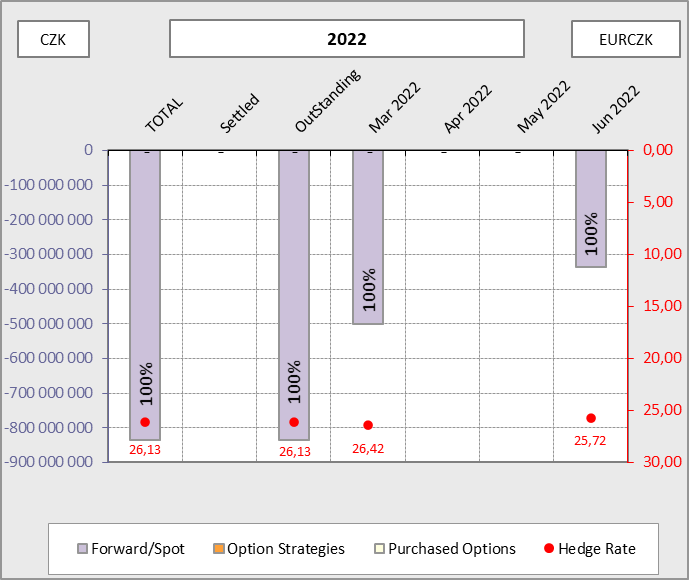 CZK
2022
EURCZK
TOTAL
Settled
OutStanding
Mar 2022
Apr 2022
May 2022
Jun 2022
0
-100 000 000
-200 000 000
-300 000 000
-400 000 000
-500 000 000
-600 000 000
-700 000 000
-800 000 000
-900 000 000
100%
100%
100%
100%
26,13
26,13
26,42
25,72
0,00
5,00
10,00
15,00
20,00
25,00
30,00
Forward/Spot
Option Strategies
Purchased Options
Hedge Rate